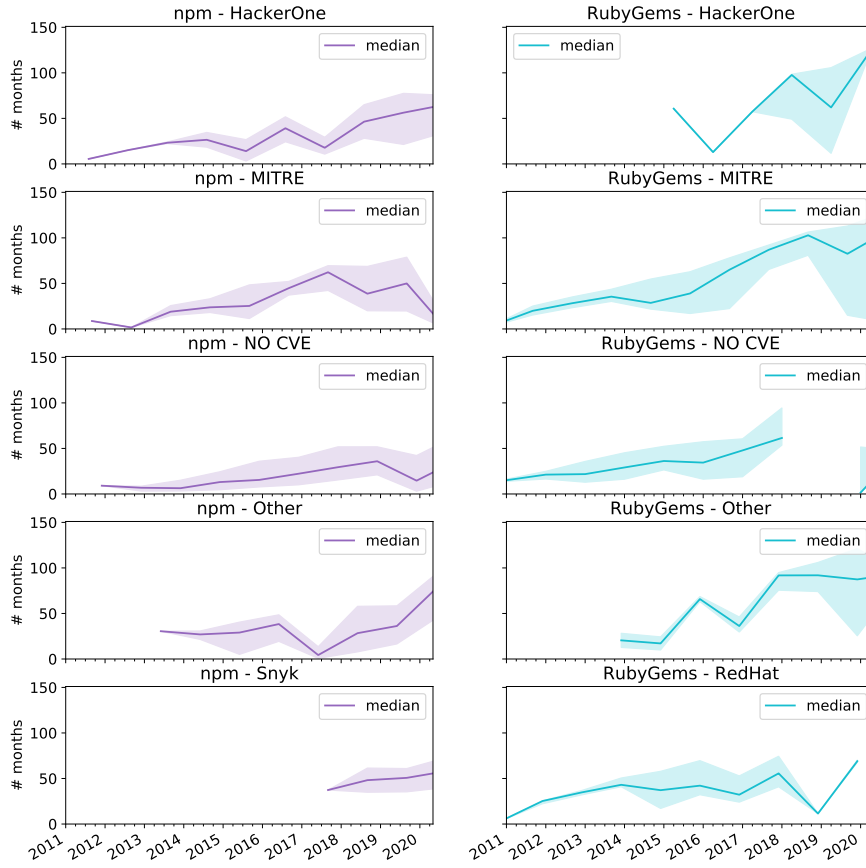 npm - HackerOne
RubyGems - HackerOne
# months
150
100
50
0
median
median
npm - MITRE
RubyGems - MITRE
# months
150
100
50
0
median
median
npm - NO CVE
RubyGems - NO CVE
# months
150
100
50
0
median
median
npm - Other
RubyGems - Other
# months
150
100
50
0
median
median
npm - Snyk
RubyGems - RedHat
# months
150
100
50
0
median
median
2011 2012 2013 2014 2015 2016 2017 2018 2019 2020
2011 2012 2013 2014 2015 2016 2017 2018 2019 2020